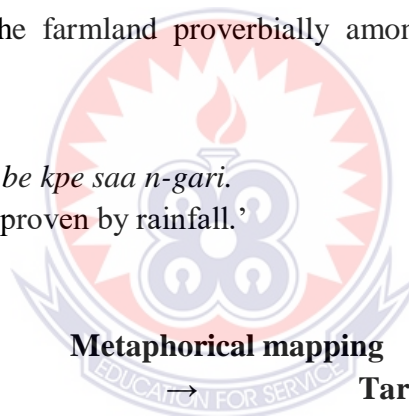 he farmland proverbially amon
be kpe saa n-gari.
proven by rainfall.’
Metaphorical mapping
→ Tar
EDUCATION FOR SERVICE